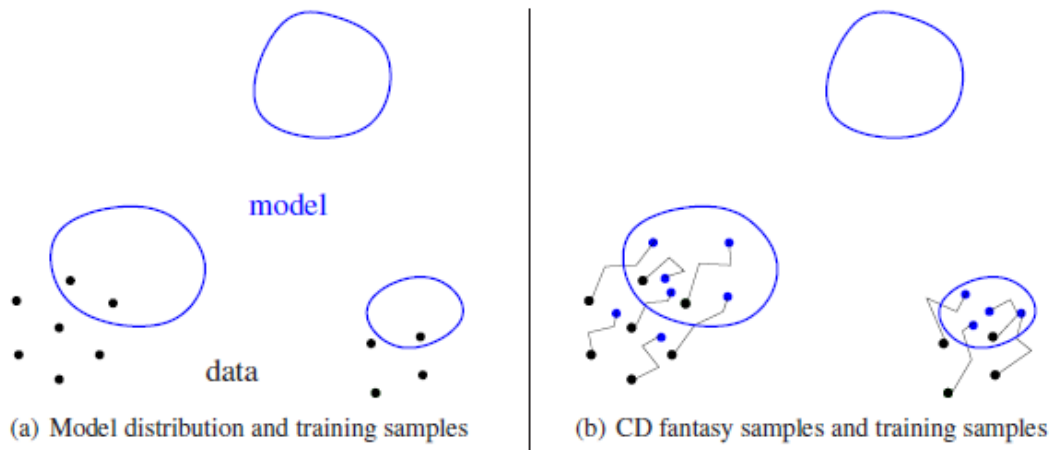 model
data
(a) Model distribution and training samples
(b) CD fantasy samples and training samples